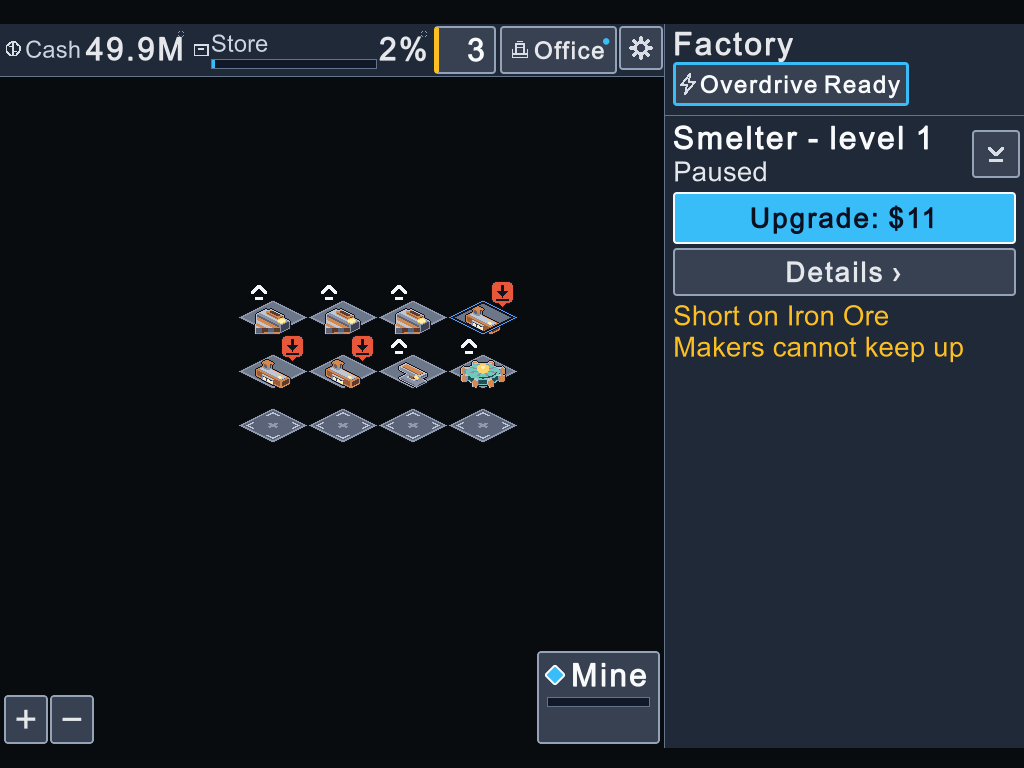 Cash 49.9M Store 2% 3 Office
Factory
Overdrive Ready
Smelter - level 1
Paused
Upgrade: $11
Details ›
Short on Iron Ore
Makers cannot keep up
Mine
+ −